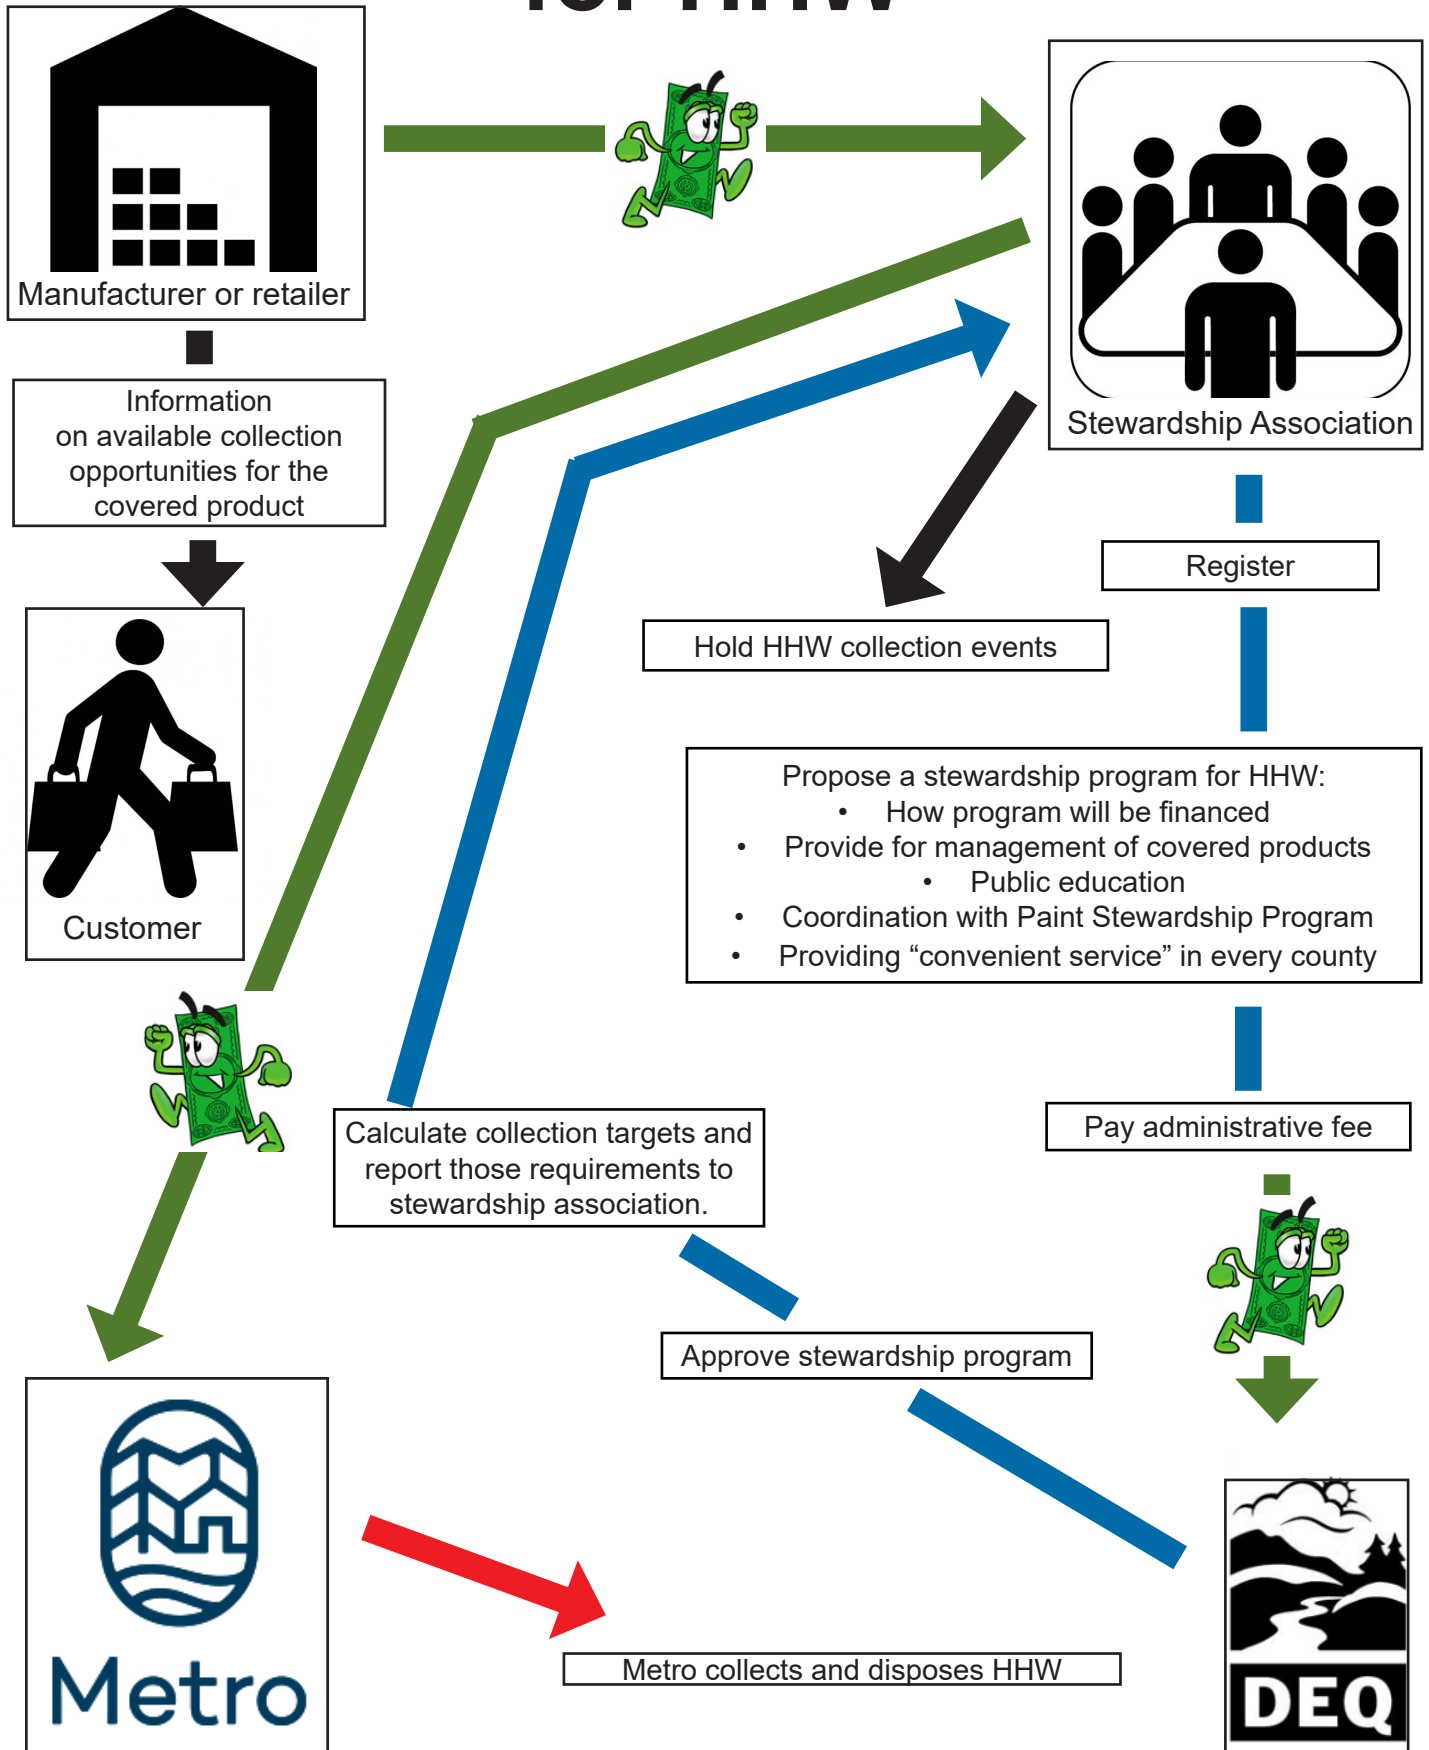 for HHW
Manufacturer or retailer
Information
on available collection
opportunities for the
covered product
Customer
Stewardship Association
Register
Hold HHW collection events
Propose a stewardship program for HHW:
• How program will be financed
• Provide for management of covered products
• Public education
• Coordination with Paint Stewardship Program
• Providing “convenient service” in every county
Pay administrative fee
Calculate collection targets and
report those requirements to
stewardship association.
Approve stewardship program
Metro collects and disposes HHW
Metro
DEQ